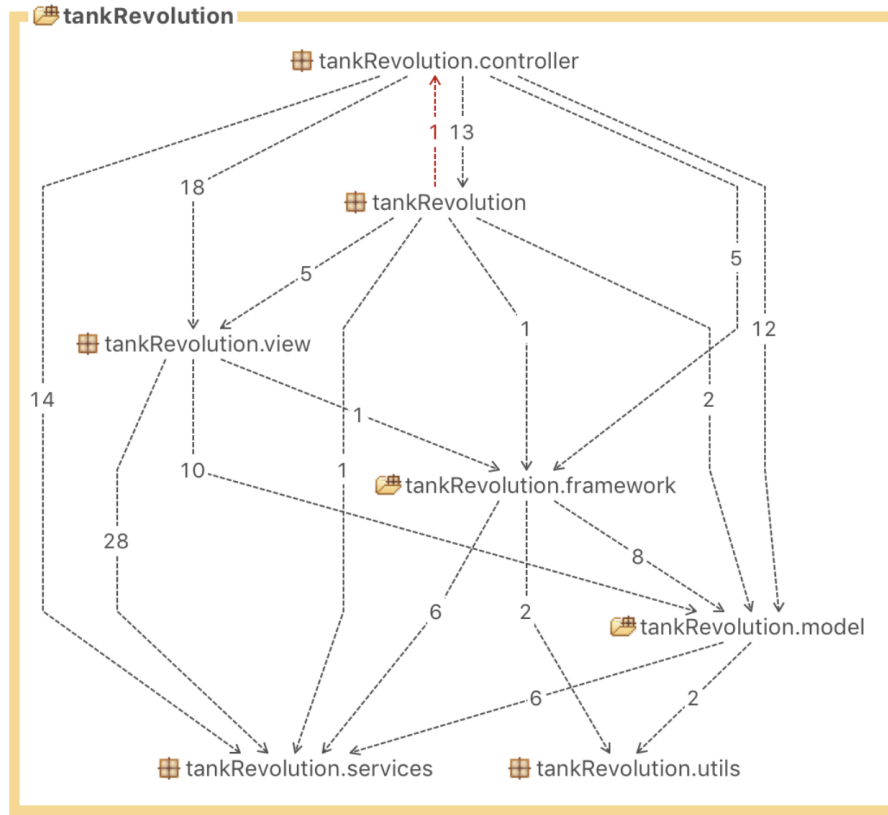 tankRevolution
tankRevolution.controller
1
13
18
tankRevolution
5
5
1
12
tankRevolution.view
14
2
1
10
1
tankRevolution.framework
28
8
6
2
tankRevolution.model
6
2
tankRevolution.services
tankRevolution.utils